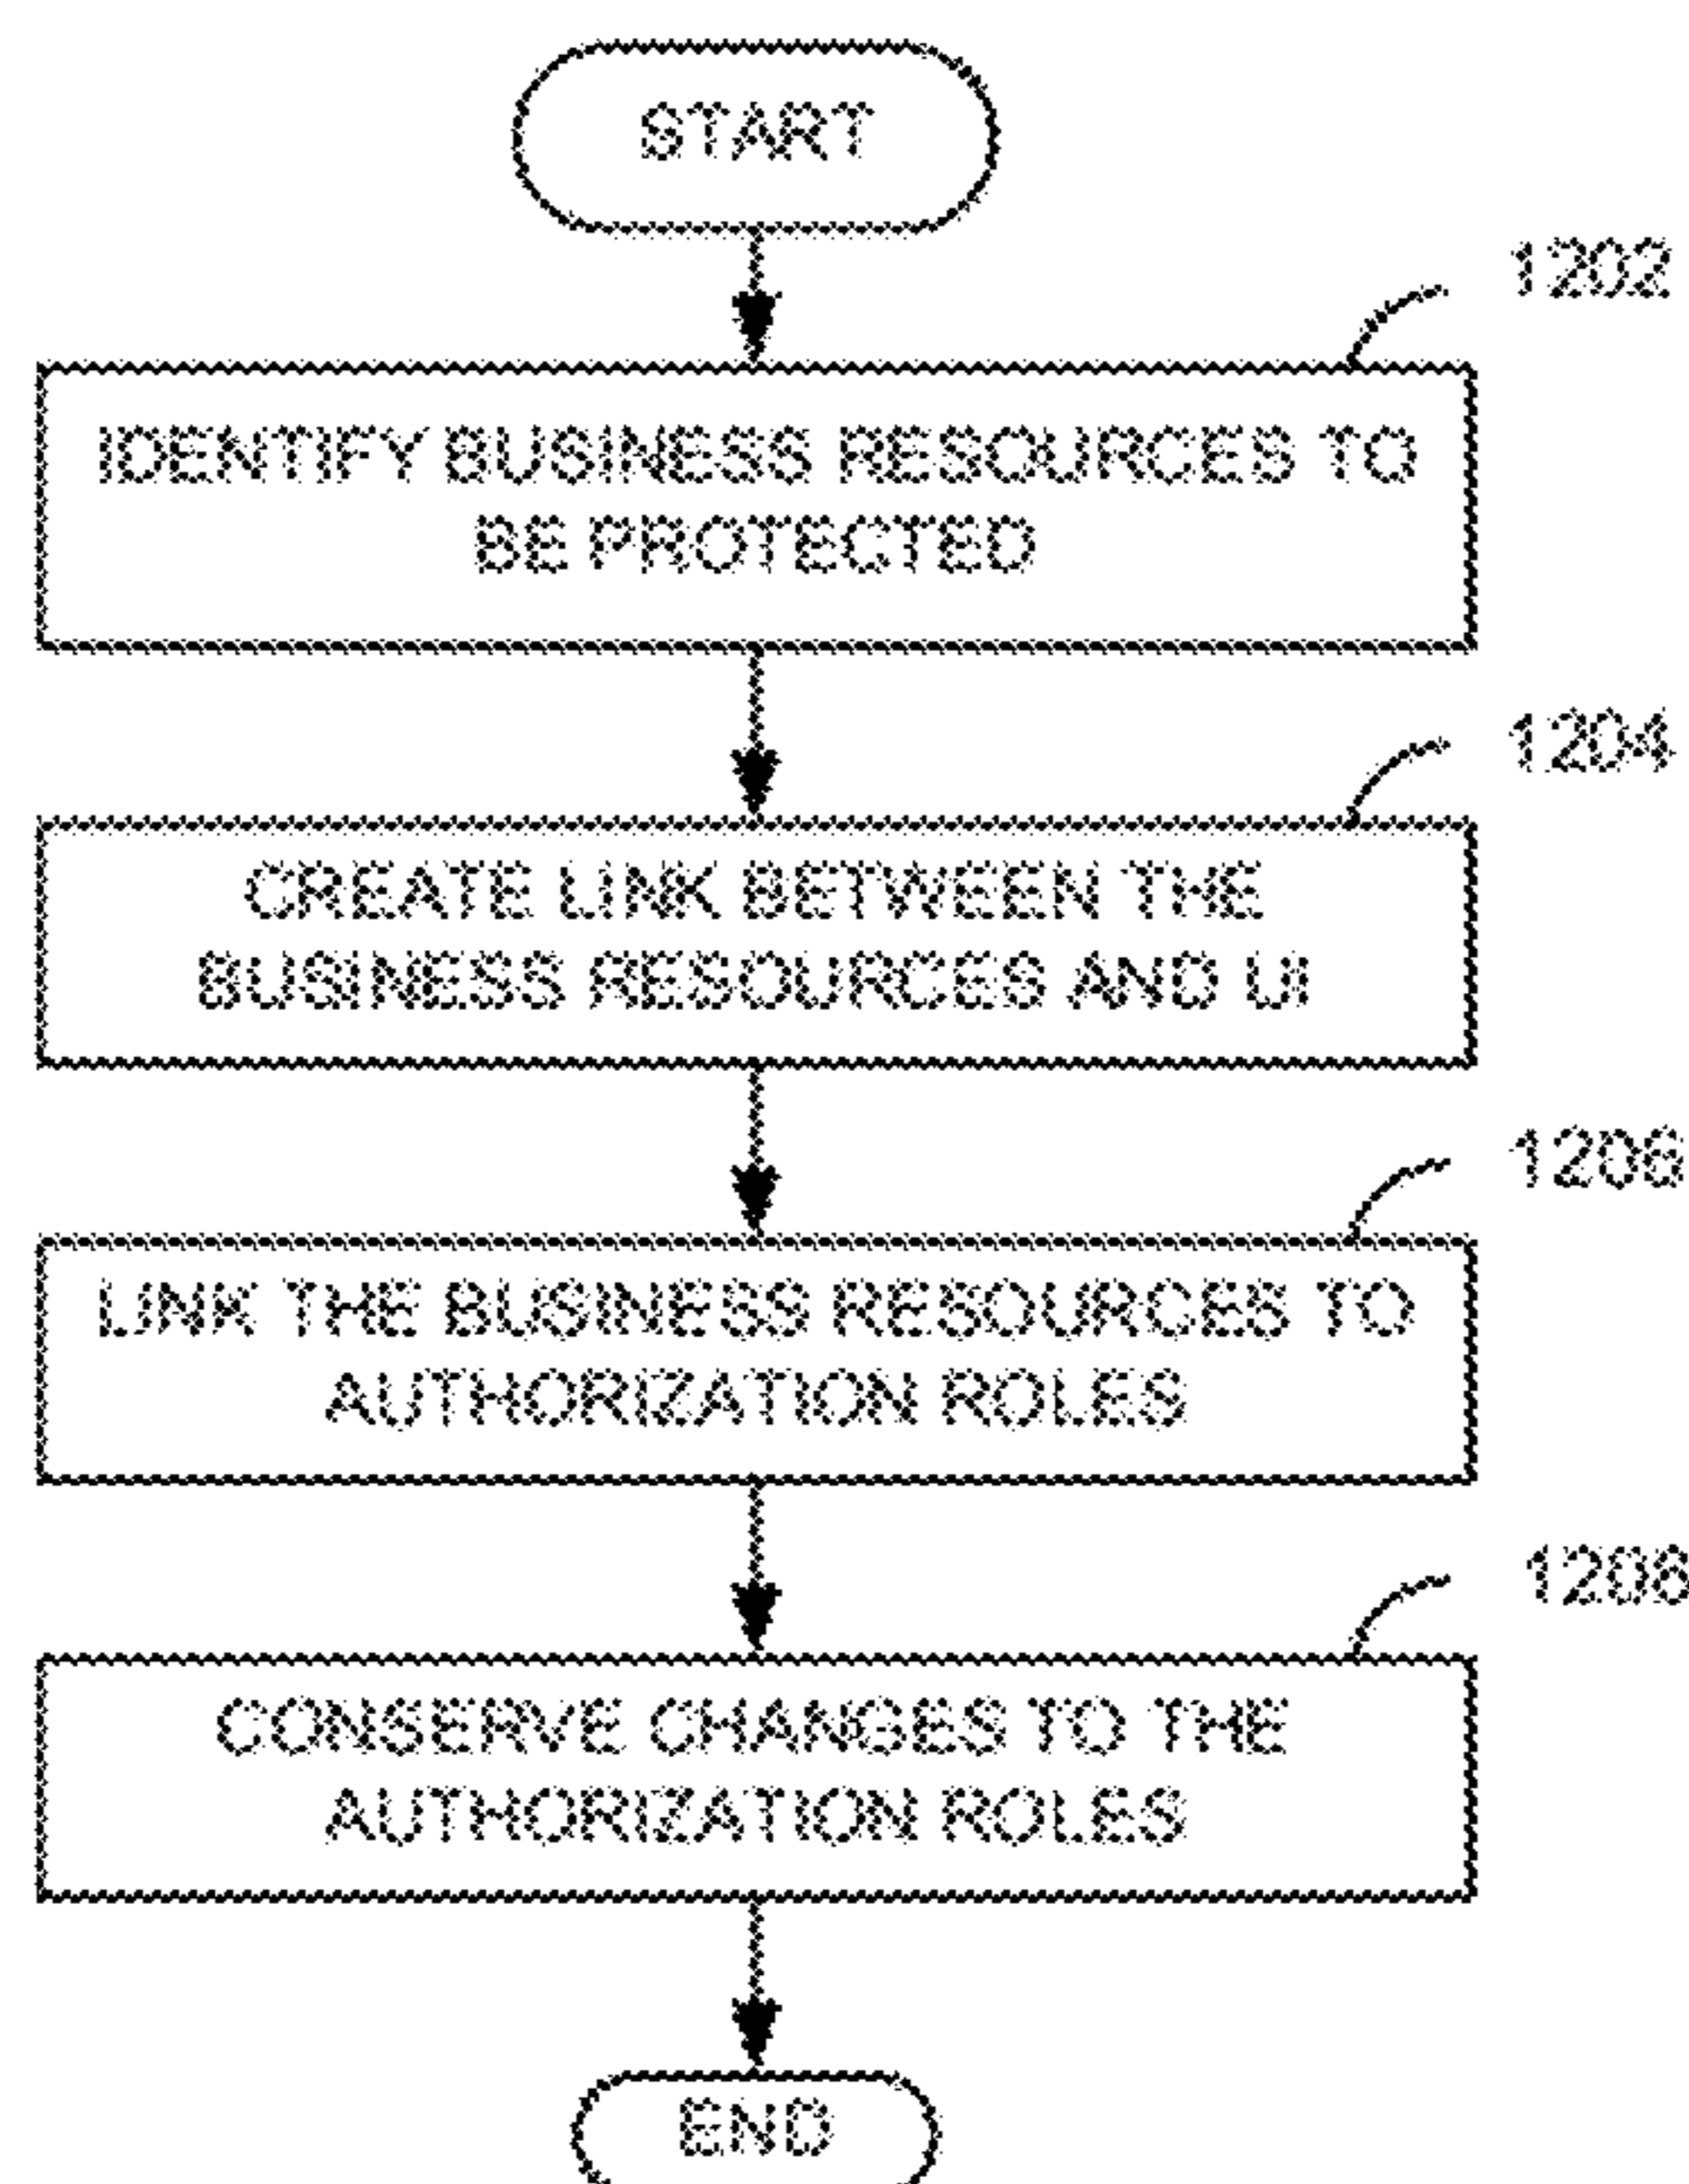 START
1202
IDENTIFY BUSINESS RESOURCES TO
BE PROTECTED
1204
CREATE LINK BETWEEN THE
BUSINESS RESOURCES AND UI
1206
LINK THE BUSINESS RESOURCES TO
AUTHORIZATION ROLES
1208
CONSERVE CHANGES TO THE
AUTHORIZATION ROLES
END